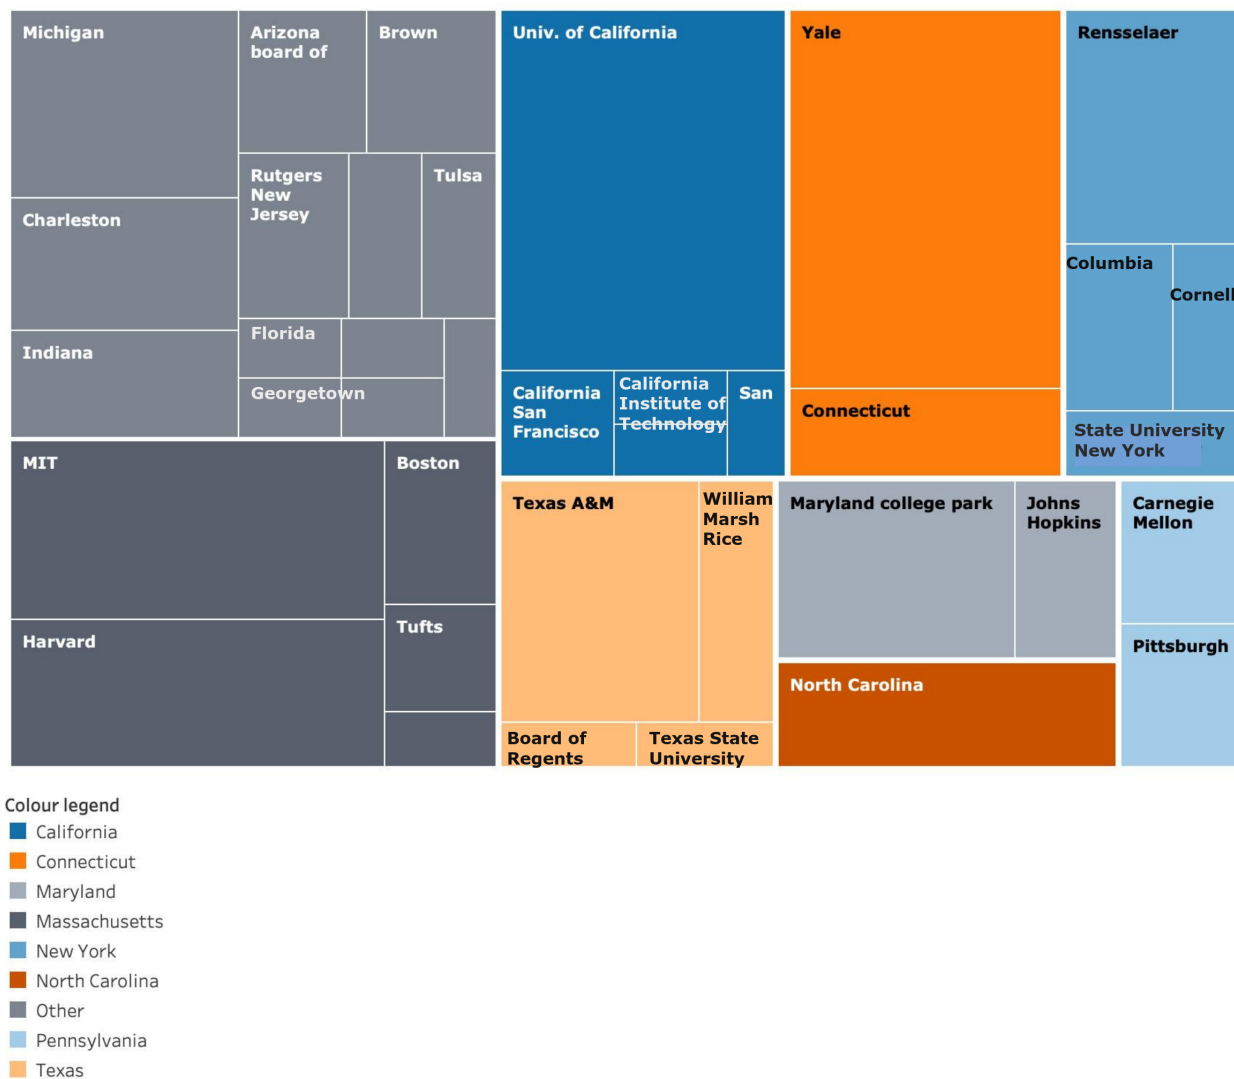 Michigan
Arizona
board of
Brown
Charleston
Rutgers
New
Jersey
Tulsa
Indiana
Florida
Georgetown
MIT
Boston
Harvard
Tufts
Univ. of California
California
San
Francisco
California
Institute of
Technology
San
Yale
Connecticut
Rensselaer
Columbia
Cornell
State University
New York
Texas A&M
William
Marsh
Rice
Board of
Regents
Texas State
University
Maryland college park
Johns
Hopkins
North Carolina
Carnegie
Mellon
Pittsburgh
Colour legend
California
Connecticut
Maryland
Massachusetts
New York
North Carolina
Other
Pennsylvania
Texas